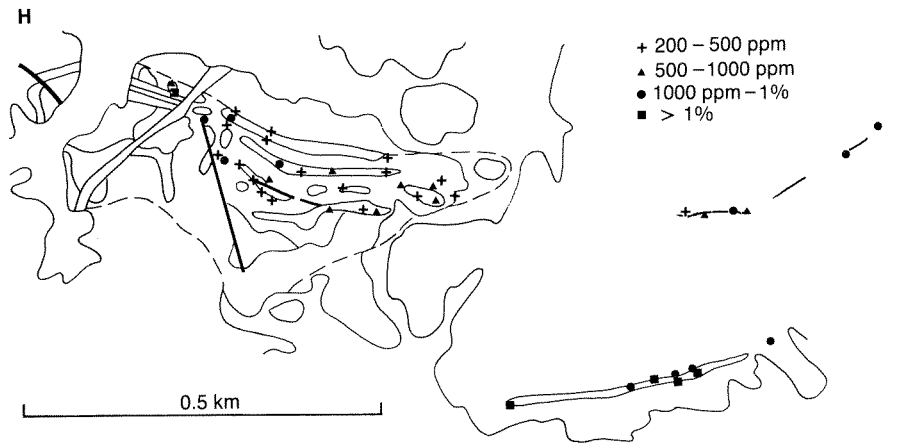 H
+ 200 – 500 ppm
▲ 500 – 1000 ppm
● 1000 ppm – 1%
■ > 1%
0.5 km